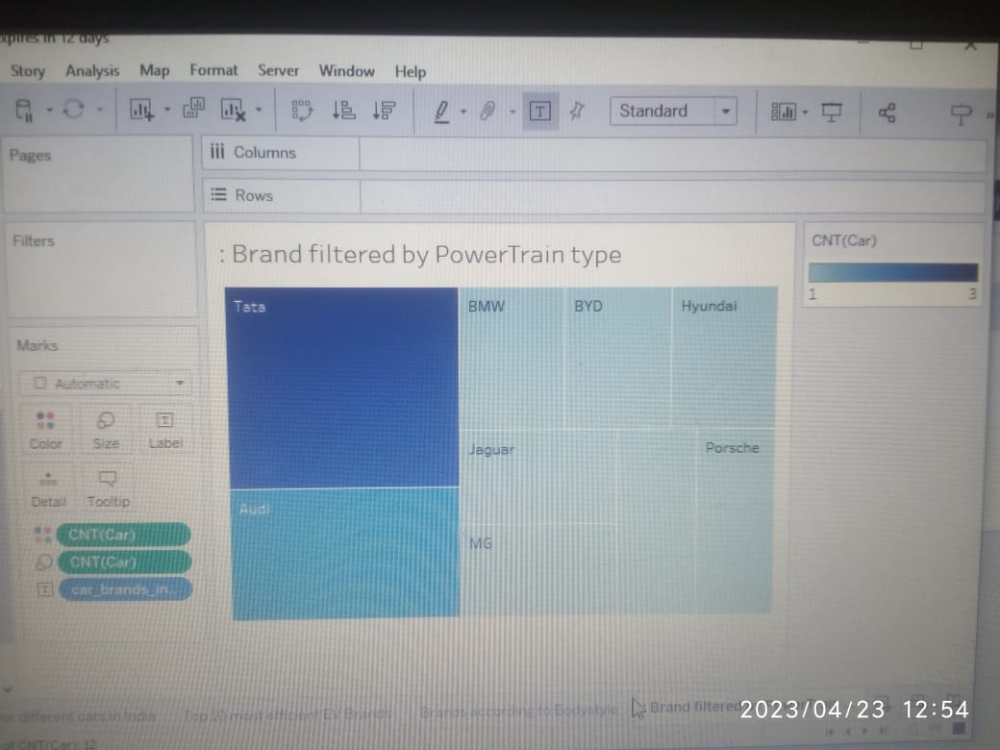 xpires in 12 days
Story Analysis Map Format Server Window Help
Standard
Pages
Columns
Rows
Filters
: Brand filtered by PowerTrain type
CNT(Car)
1 3
Tata
BMW
BYD
Hyundai
Marks
Automatic
Color Size Label
Jaguar
Porsche
Detail Tooltip
Audi
CNT(Car)
MG
CNT(Car)
car_brands_in..
or different cars in India
Top 10 most efficient EV Brands
Brands according to Bodystyle
Brand filtered
2023/04/23 12:54
of CNT(Car): 12